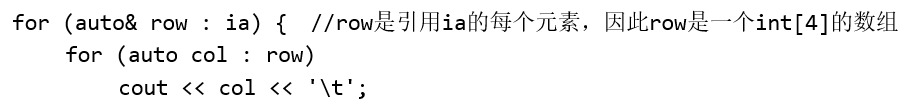 for (auto& row : ia) {  //row是引用ia的每个元素，因此row是一个int[4]的数组
    for (auto col : row)
        cout << col << '\t';